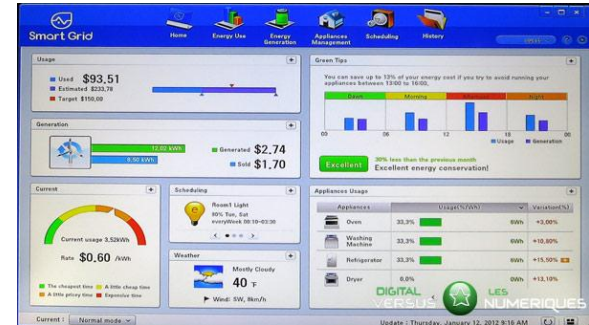 Smart Grid
Home
Energy Use
Energy Generation
Appliances Management
Scheduling
History
Usage
Used $93,51
Estimated $233,78
Target $150,00
Green Tips
You can save up to 13% of your energy cost if you try to avoid running your
appliances between 13:00 to 16:00.
Dawn Morning Afternoon Night
00 06 12 18 00
Usage Generation
Excellent
30% less than the previous month
Excellent energy conservation!
Generation
12,02 kWh
8,50 kWh
Generated $2.74
Sold $1.70
Current
Current usage 3.52kWh
Rate $0.60 /kWh
The cheapest time A little cheap time
A little pricey time Expensive time
Scheduling
Room1 Light
90% Tue, Sat
everyWeek 08:10~03:30
Weather
Mostly Cloudy
40 °F
Wind: 5W, 8km/h
Appliances Usage
Appliances Usage(%/Wh) Variation(%)
Oven 33,3% 0Wh +3,00%
Washing Machine 33,3% 0Wh +10,80%
Refrigerator 33,3% 0Wh +15,50%
Dryer 0,0% 0Wh +13,10%
DIGITAL VERSUS LES NUMERIQUES
Current : Normal mode
Update : Thursday, January 12, 2012 9:16 AM